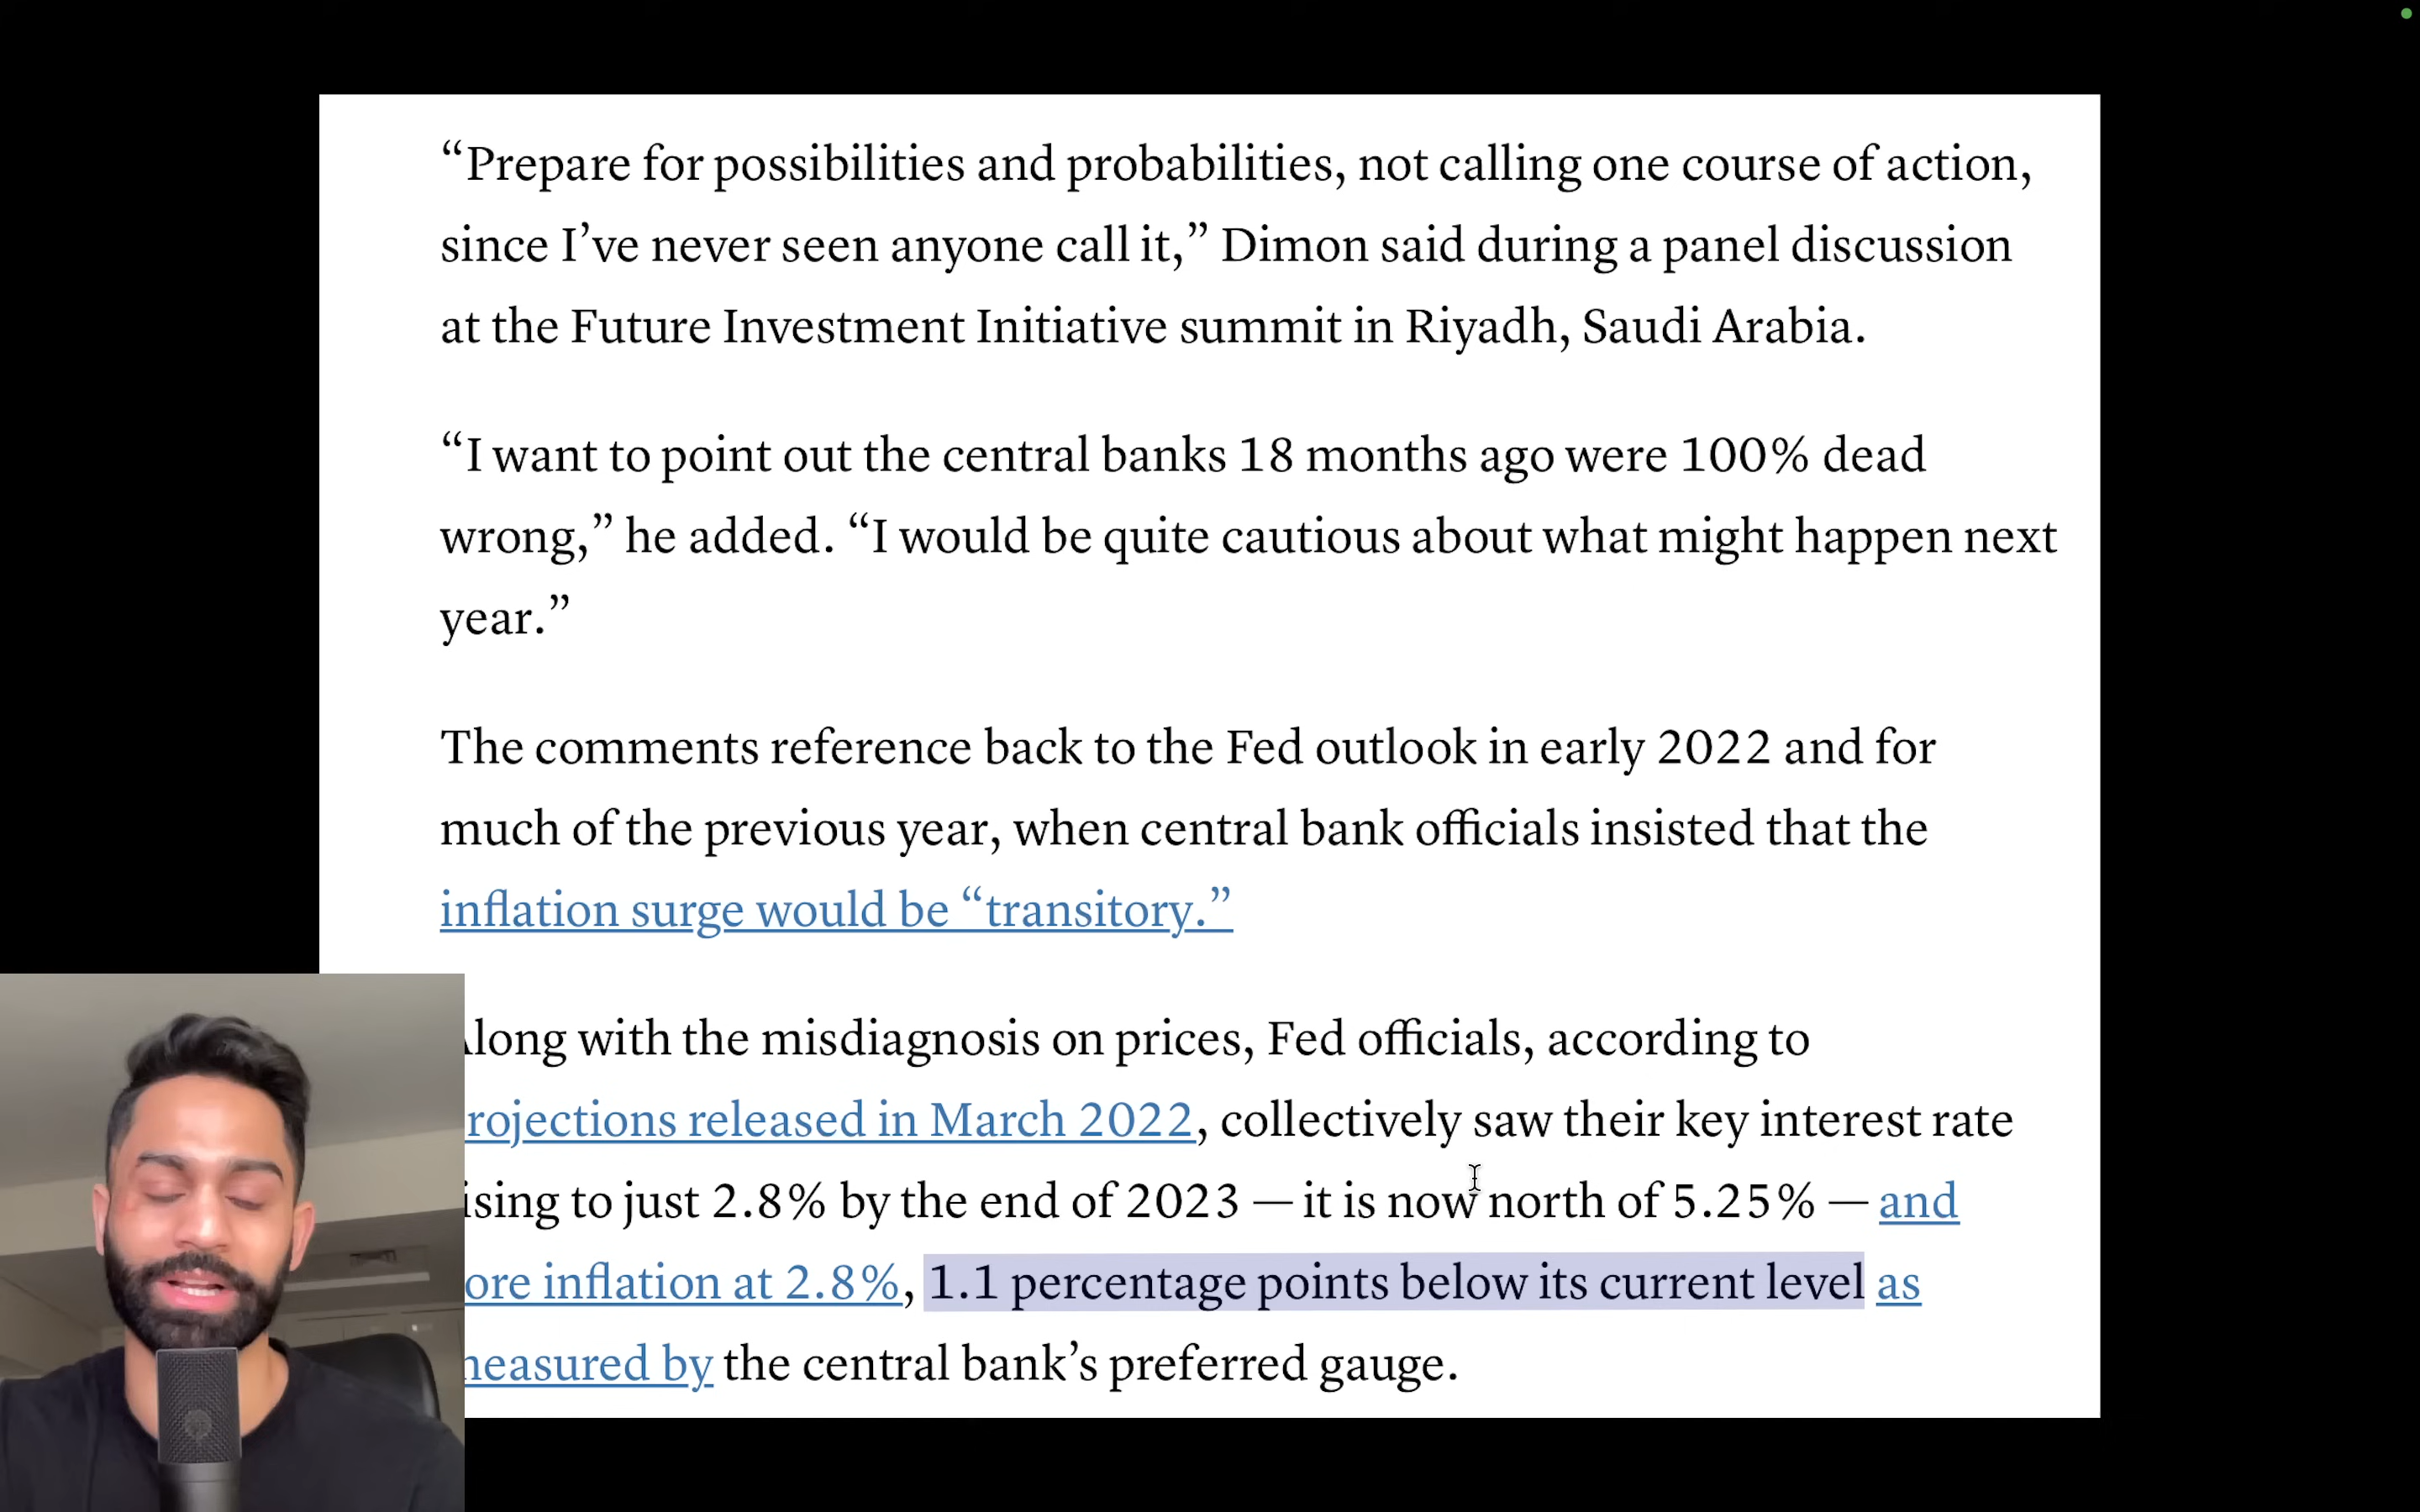 “Prepare for possibilities and probabilities, not calling one course of action,
since I’ve never seen anyone call it,” Dimon said during a panel discussion
at the Future Investment Initiative summit in Riyadh, Saudi Arabia.
“I want to point out the central banks 18 months ago were 100% dead
wrong,” he added. “I would be quite cautious about what might happen next
year.”
The comments reference back to the Fed outlook in early 2022 and for
much of the previous year, when central bank officials insisted that the
inflation surge would be “transitory.”
long with the misdiagnosis on prices, Fed officials, according to
rojections released in March 2022, collectively saw their key interest rate
ising to just 2.8% by the end of 2023 — it is now north of 5.25% — and
ore inflation at 2.8%, 1.1 percentage points below its current level as
easured by the central bank’s preferred gauge.